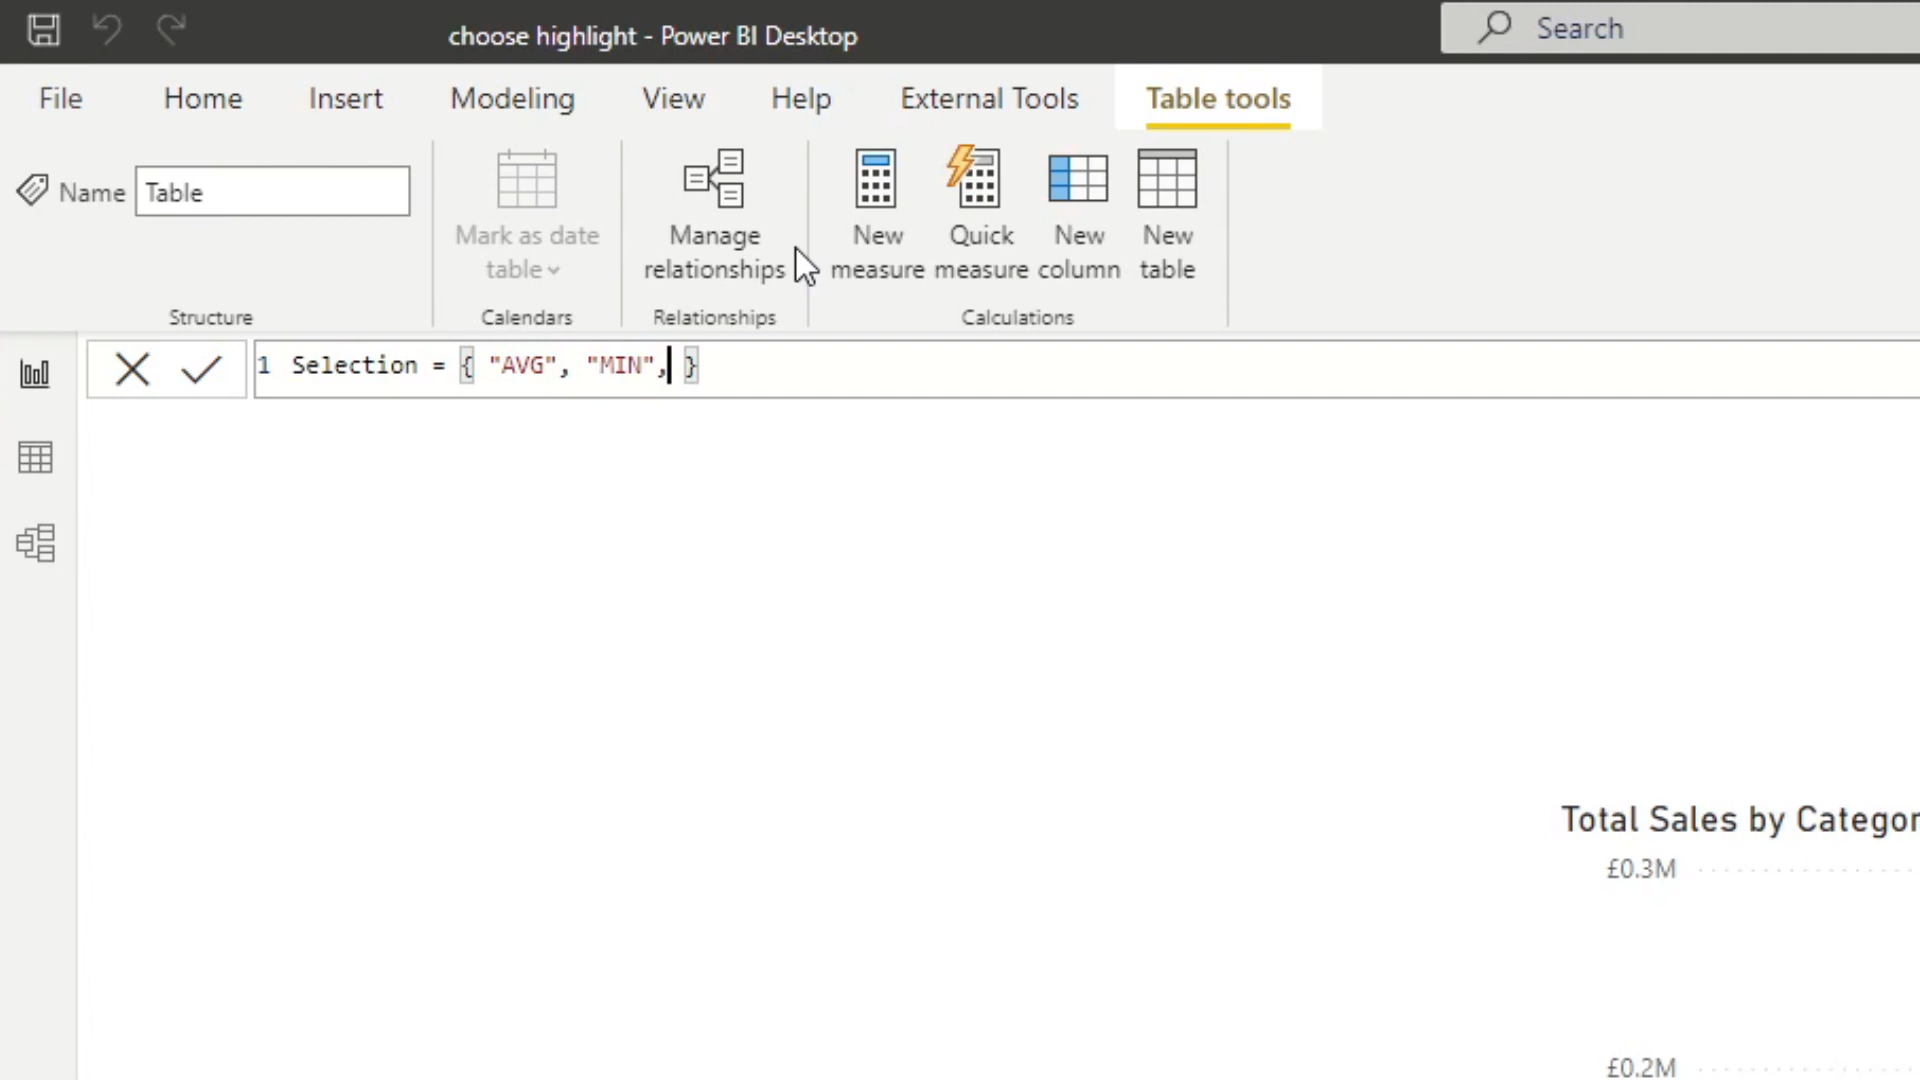 choose highlight - Power BI Desktop
Search
File Home Insert Modeling View Help External Tools Table tools
Name Table
Mark as date
table
Manage
relationships
New
measure
Quick
measure
New
column
New
table
Structure Calendars Relationships Calculations
1 Selection = { "AVG", "MIN", }
Total Sales by Categor
£0.3M
£0.2M